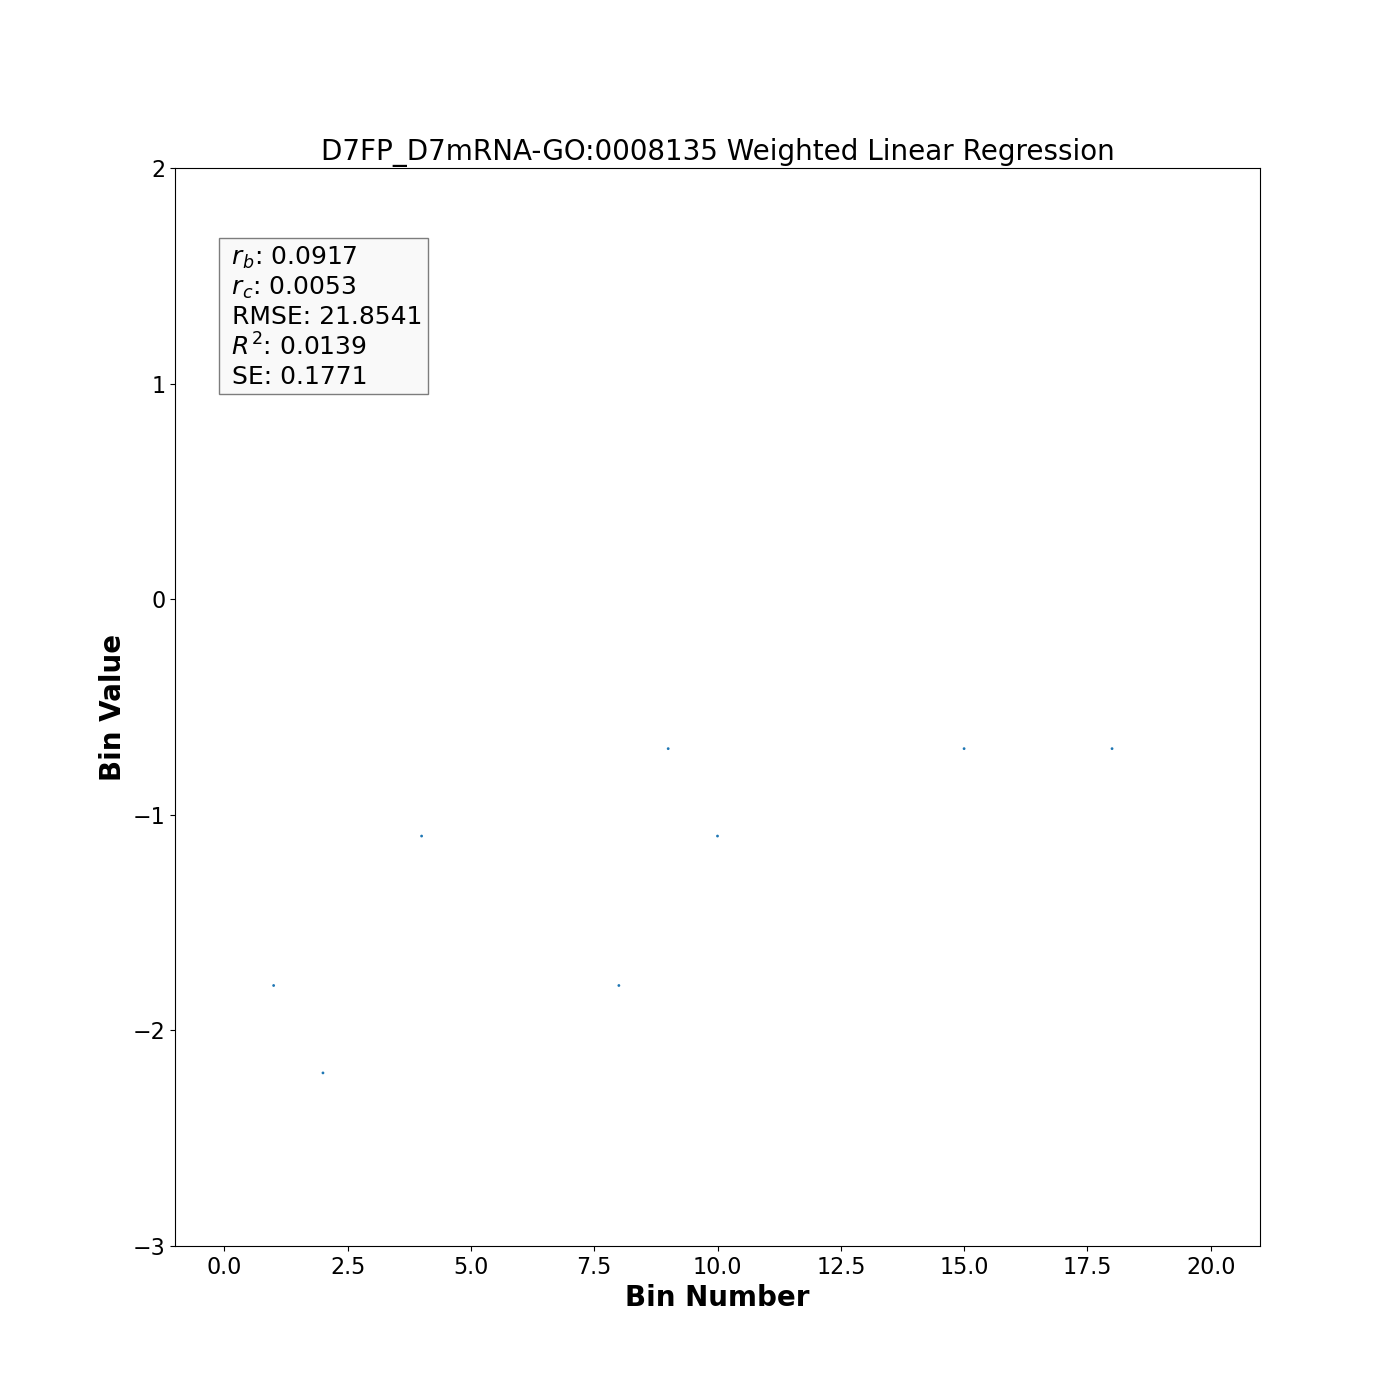 D7FP_D7mRNA-GO:0008135 Weighted Linear Regression
2
r_b: 0.0917
r_c: 0.0053
RMSE: 21.8541
R²: 0.0139
SE: 0.1771
1
0
Bin Value
−1
−2
−3
0.0 2.5 5.0 7.5 10.0 12.5 15.0 17.5 20.0
Bin Number